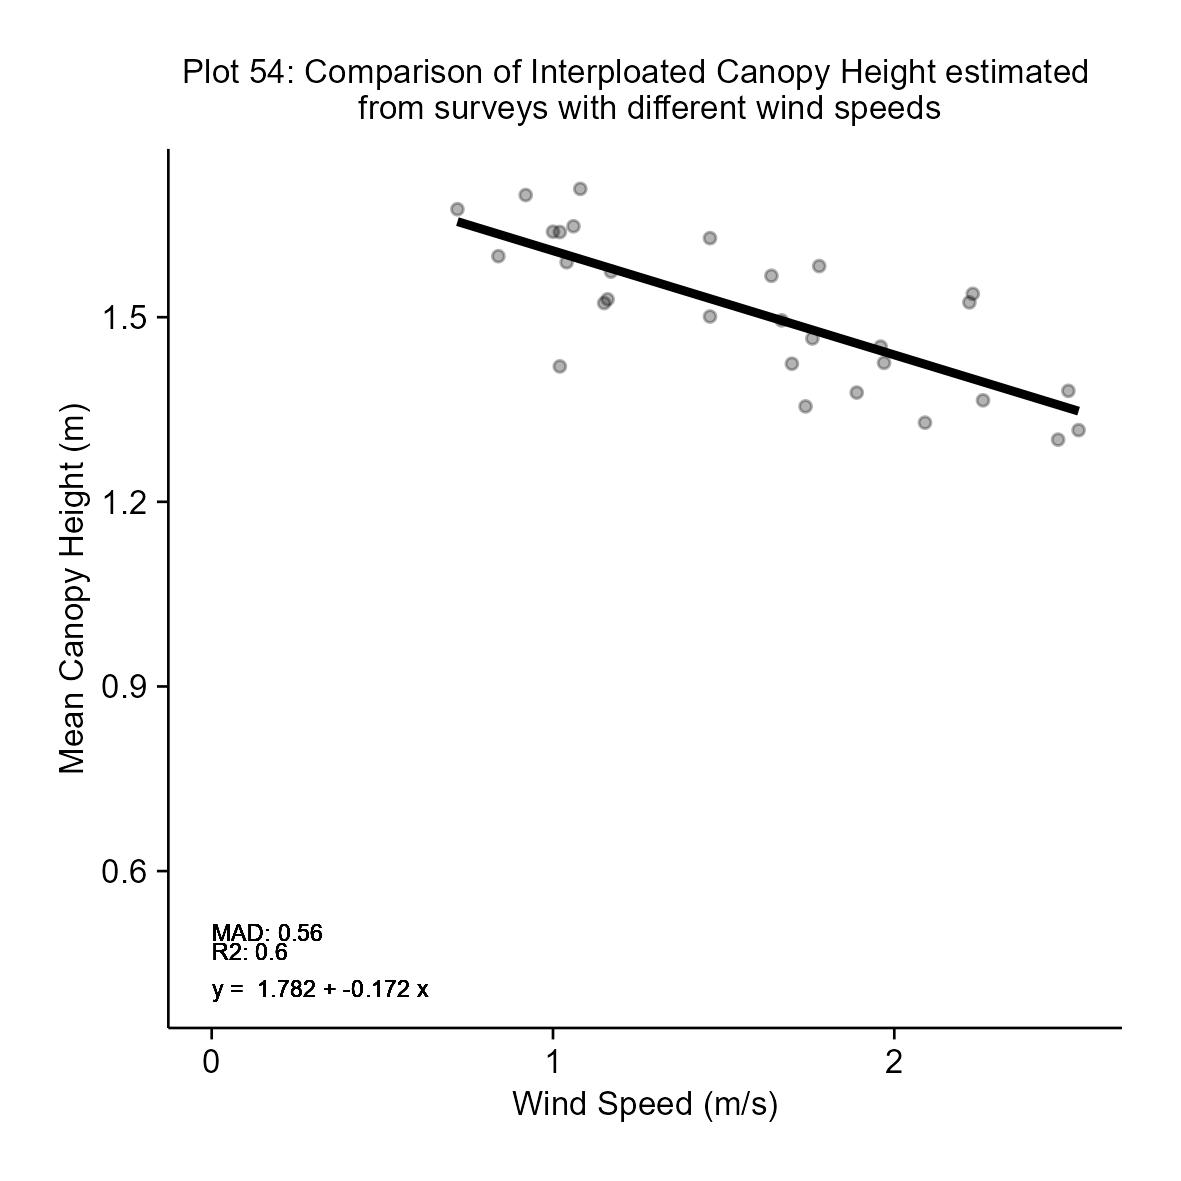 Plot 54: Comparison of Interploated Canopy Height estimated
from surveys with different wind speeds
Mean Canopy Height (m)
1.5
1.2
0.9
0.6
MAD: 0.56
R2: 0.6
y =  1.782 + -0.172 x
0
1
2
Wind Speed (m/s)